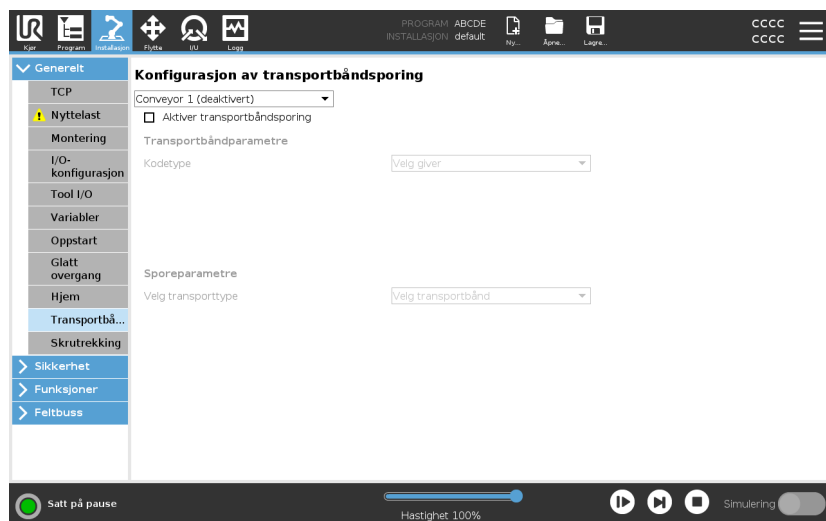 PROGRAM ABCDE
INSTALLASJON default
CCCC
CCCC
Kjør
Program
Installasjon
Flytte
I/U
Logg
Ny...
Åpne...
Lagre...
Generelt
TCP
Nyttelast
Montering
I/O-
konfigurasjon
Tool I/O
Variabler
Oppstart
Glatt
overgang
Hjem
Transportbå...
Skrutrekking
Sikkerhet
Funksjoner
Feltbuss
Konfigurasjon av transportbåndsporing
Conveyor 1 (deaktivert)
Aktiver transportbåndsporing
Transportbåndparametre
Kodetype
Velg giver
Sporeparametre
Velg transporttype
Velg transportbånd
Satt på pause
Hastighet 100%
Simulering